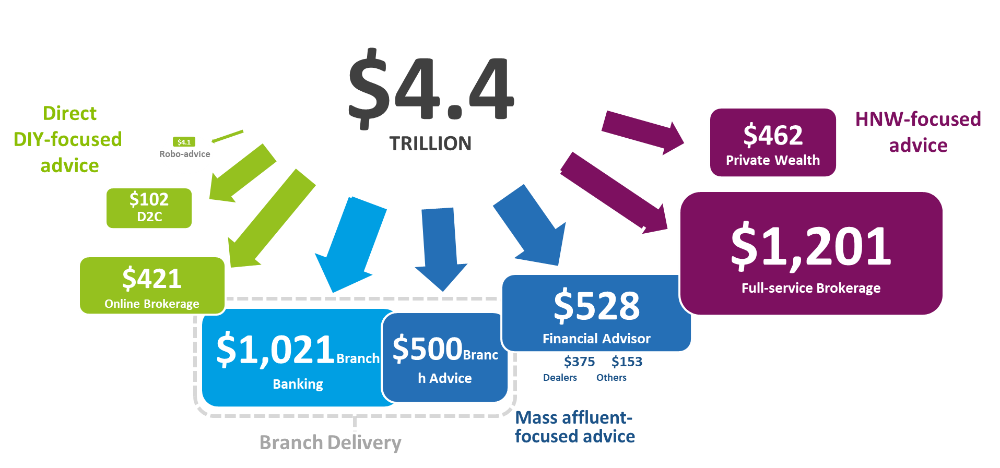 $4.4
TRILLION
Direct
DIY-focused
advice
$4.1
Robo-advice
$102
D2C
$421
Online Brokerage
$1,021Branch
Banking
$500Branc
h Advice
Branch Delivery
$528
Financial Advisor
$375 $153
Dealers Others
Mass affluent-
focused advice
$462
Private Wealth
HNW-focused
advice
$1,201
Full-service Brokerage